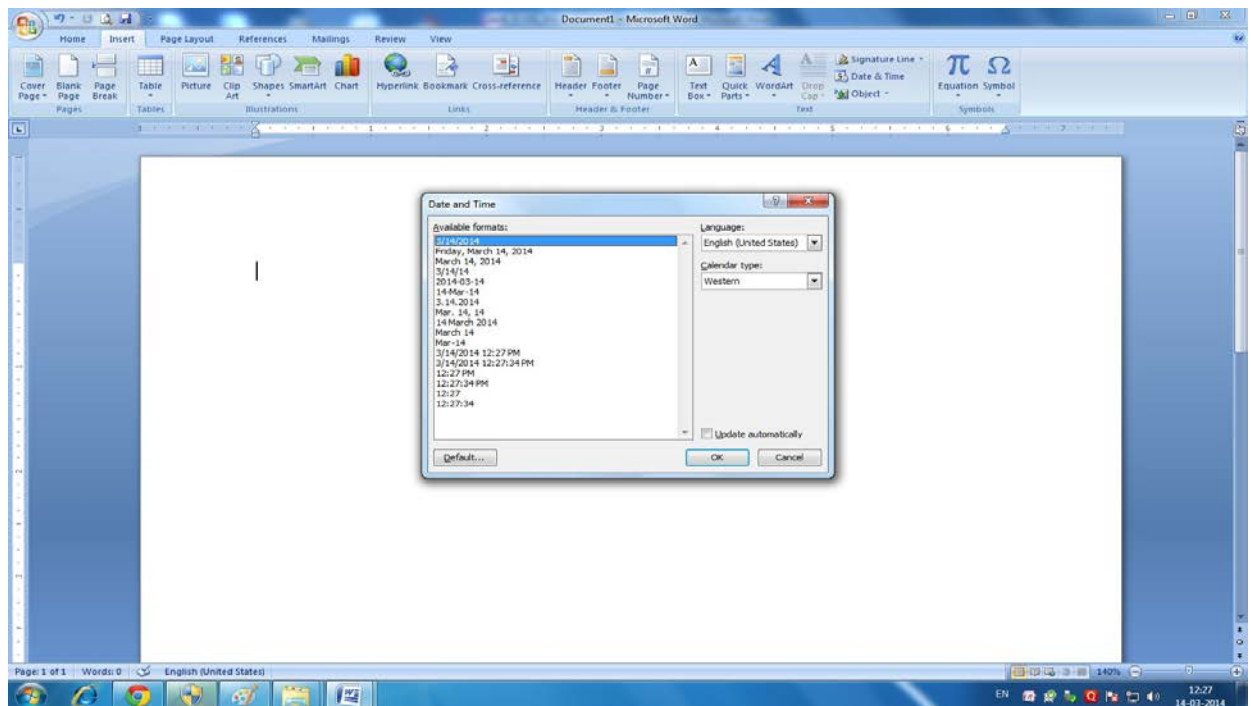 Document1 - Microsoft Word
Home Insert Page Layout References Mailings Review View
Cover Page
Blank Page
Page Break
Table
Picture
Clip Art
Shapes
SmartArt
Chart
Hyperlink
Bookmark
Cross-reference
Header
Footer
Page Number
Text Box
Quick Parts
WordArt
Drop Cap
Signature Line
Date & Time
Object
Equation
Symbol
Pages Tables Illustrations Links Header & Footer Text Symbols
Date and Time
Available formats:
3/14/2014
Friday, March 14, 2014
March 14, 2014
3/14/14
2014-03-14
14-Mar-14
3.14.2014
Mar. 14, 14
14 March 2014
March 14
Mar-14
3/14/2014 12:27 PM
3/14/2014 12:27:34 PM
12:27 PM
12:27:34 PM
12:27
12:27:34
Language:
English (United States)
Calendar type:
Western
Update automatically
Default...
OK
Cancel
Page: 1 of 1 Words: 0 English (United States) 140%
EN 12:27
14-03-2014